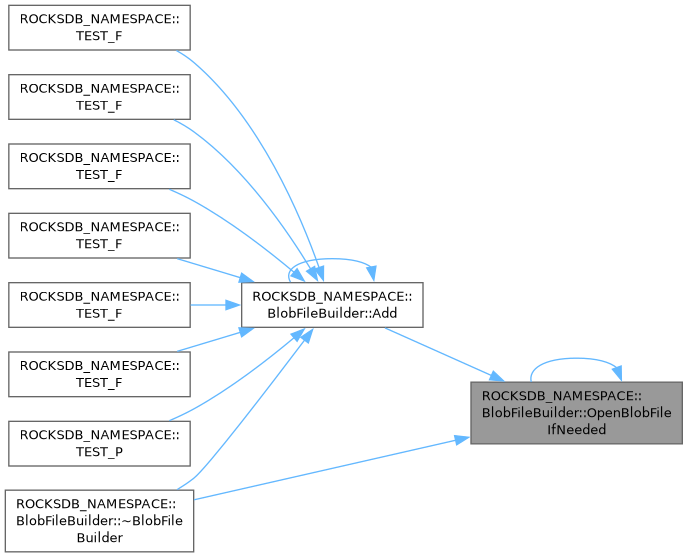 ROCKSDB_NAMESPACE::
TEST_F
ROCKSDB_NAMESPACE::
TEST_F
ROCKSDB_NAMESPACE::
TEST_F
ROCKSDB_NAMESPACE::
TEST_F
ROCKSDB_NAMESPACE::
TEST_F
ROCKSDB_NAMESPACE::
TEST_F
ROCKSDB_NAMESPACE::
TEST_P
ROCKSDB_NAMESPACE::
BlobFileBuilder::~BlobFile
Builder
ROCKSDB_NAMESPACE::
BlobFileBuilder::Add
ROCKSDB_NAMESPACE::
BlobFileBuilder::OpenBlobFile
IfNeeded